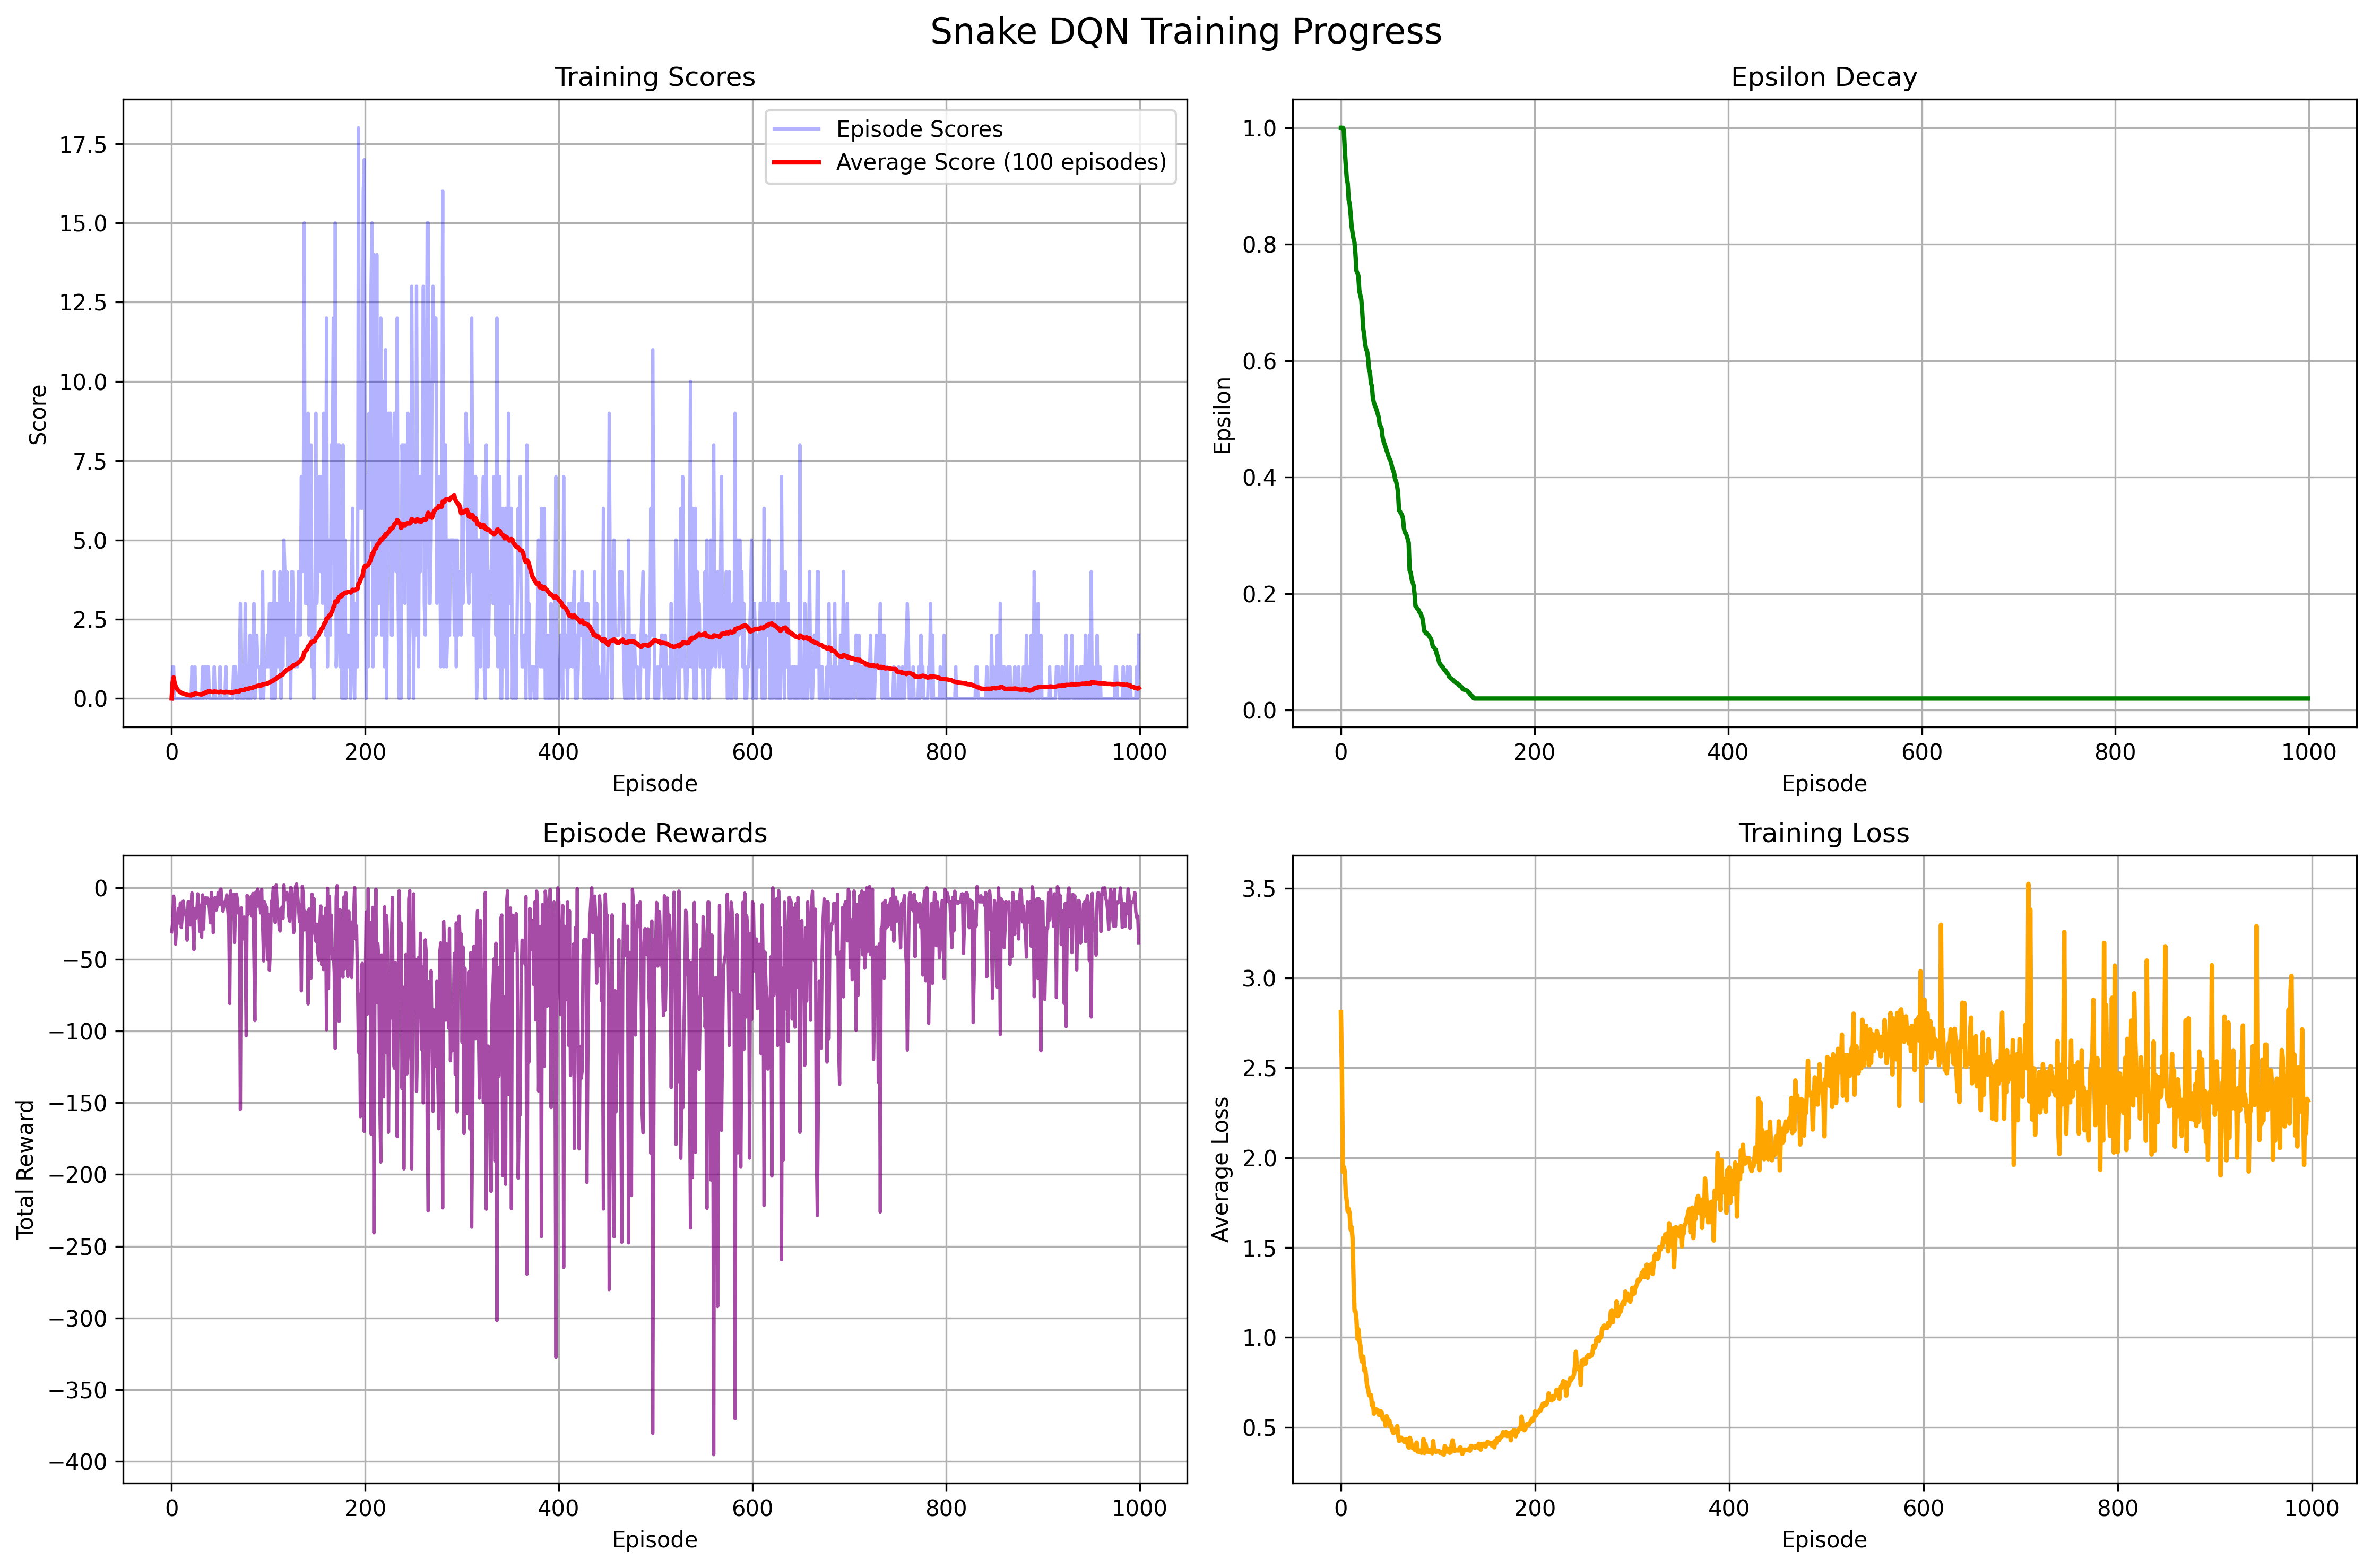 Snake DQN Training Progress
Training Scores
Episode Scores
Average Score (100 episodes)
17.5
15.0
12.5
10.0
7.5
5.0
2.5
0.0
Score
0 200 400 600 800 1000
Episode
Epsilon Decay
1.0
0.8
0.6
0.4
0.2
0.0
Epsilon
0 200 400 600 800 1000
Episode
Episode Rewards
0
−50
−100
−150
−200
−250
−300
−350
−400
Total Reward
0 200 400 600 800 1000
Episode
Training Loss
3.5
3.0
2.5
2.0
1.5
1.0
0.5
Average Loss
0 200 400 600 800 1000
Episode